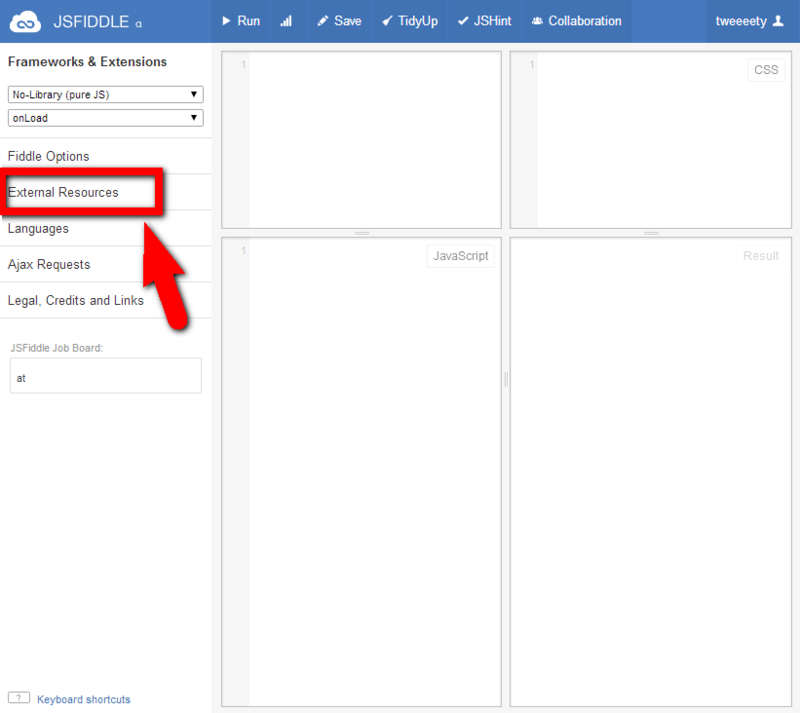 JSFIDDLE α
Run
Save
TidyUp
JSHint
Collaboration
tweeeety
Frameworks & Extensions
No-Library (pure JS)
onLoad
Fiddle Options
External Resources
Languages
Ajax Requests
Legal, Credits and Links
JSFiddle Job Board:
at
? Keyboard shortcuts
1
1
CSS
1
JavaScript
Result